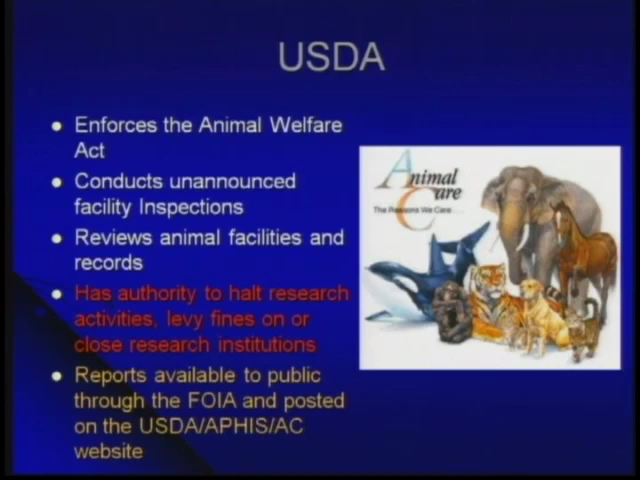 USDA
Enforces the Animal Welfare
Act
Conducts unannounced
facility Inspections
Reviews animal facilities and
records
Has authority to halt research
activities, levy fines on or
close research institutions
Reports available to public
through the FOIA and posted
on the USDA/APHIS/AC
website
Animal
Care
The Reasons We Care . . .